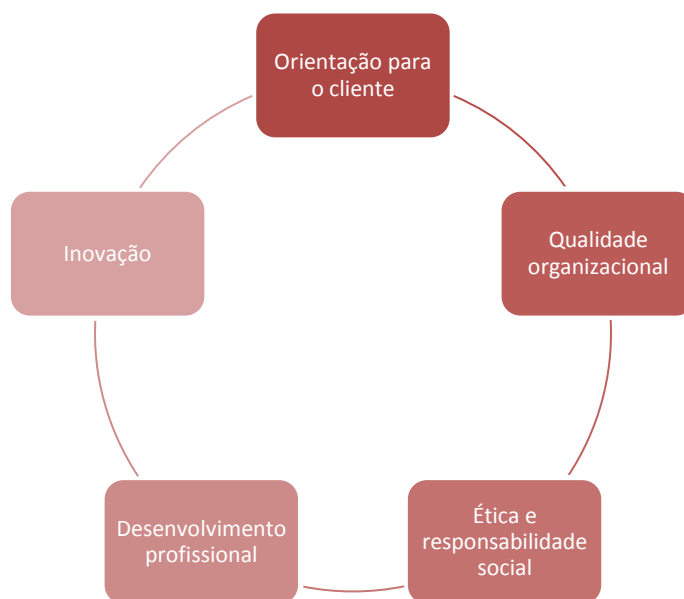 Orientação para
o cliente
Qualidade
organizacional
Ética e
responsabilidade
social
Desenvolvimento
profissional
Inovação